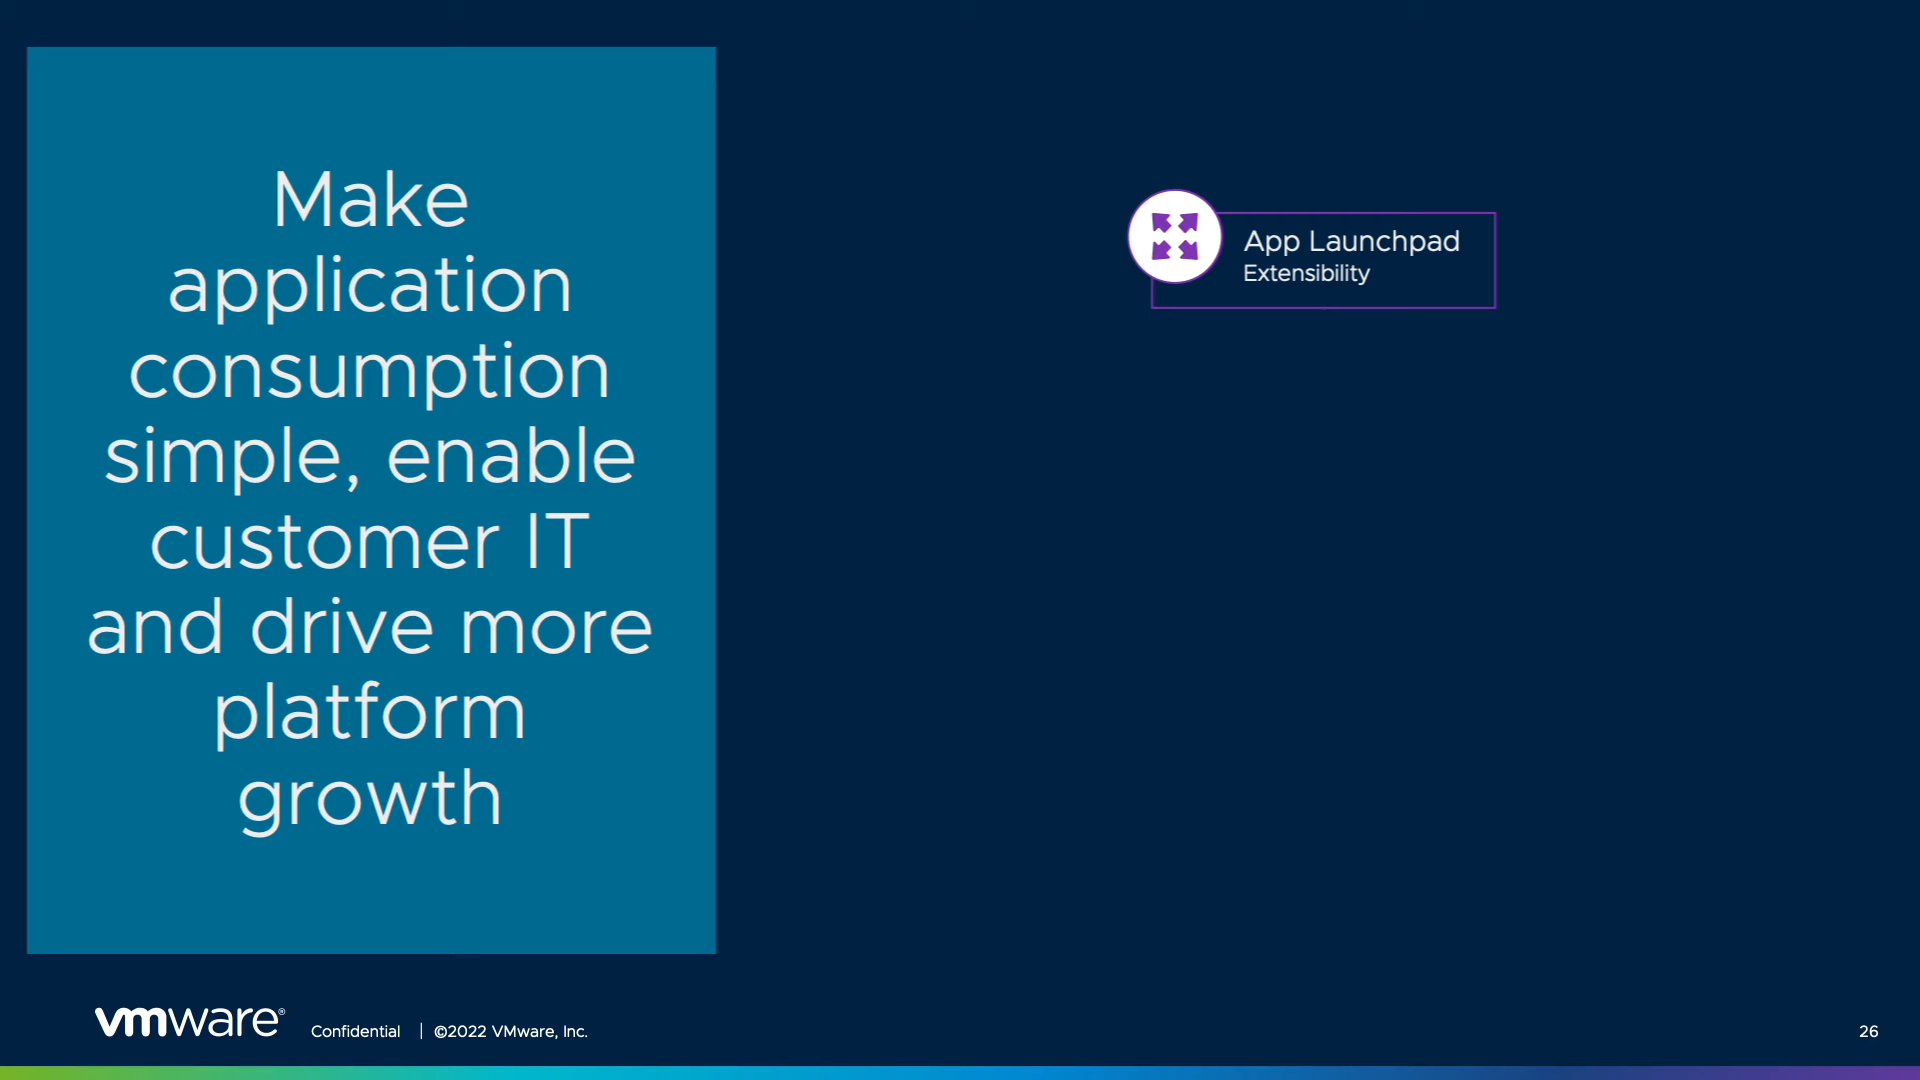 Make
application
consumption
simple, enable
customer IT
and drive more
platform
growth
App Launchpad
Extensibility
vmware®
Confidential | ©2022 VMware, Inc.
26